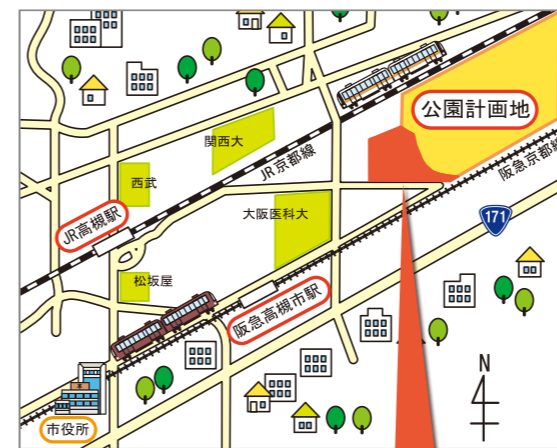 公園計画地
関西大
JR京都線
阪急京都線
西武
JR高槻駅
大阪医科大
171
松坂屋
阪急高槻市駅
N
市役所